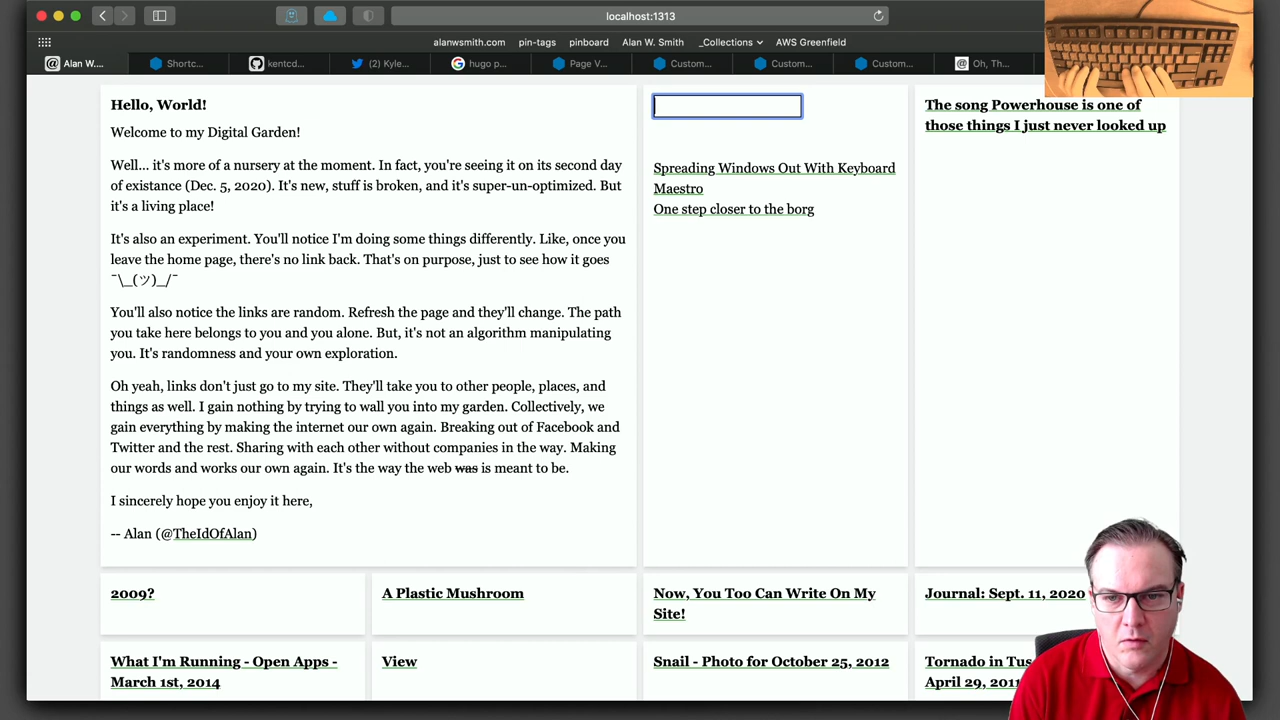 localhost:1313
alanwsmith.com
pin-tags
pinboard
Alan W. Smith
_Collections
AWS Greenfield
@ Alan W....
Shortc...
kentcd...
(2) Kyle...
hugo p...
Page V...
Custom...
Custom...
Custom...
@ Oh, Th...
Hello, World!
Welcome to my Digital Garden!
Well... it's more of a nursery at the moment. In fact, you're seeing it on its second day
of existance (Dec. 5, 2020). It's new, stuff is broken, and it's super-un-optimized. But
it's a living place!
It's also an experiment. You'll notice I'm doing some things differently. Like, once you
leave the home page, there's no link back. That's on purpose, just to see how it goes
¯\_(ツ)_/¯
You'll also notice the links are random. Refresh the page and they'll change. The path
you take here belongs to you and you alone. But, it's not an algorithm manipulating
you. It's randomness and your own exploration.
Oh yeah, links don't just go to my site. They'll take you to other people, places, and
things as well. I gain nothing by trying to wall you into my garden. Collectively, we
gain everything by making the internet our own again. Breaking out of Facebook and
Twitter and the rest. Sharing with each other without companies in the way. Making
our words and works our own again. It's the way the web was is meant to be.
I sincerely hope you enjoy it here,
-- Alan (@TheIdOfAlan)
Spreading Windows Out With Keyboard
Maestro
One step closer to the borg
The song Powerhouse is one of
those things I just never looked up
2009?
A Plastic Mushroom
Now, You Too Can Write On My
Site!
Journal: Sept. 11, 2020
What I'm Running - Open Apps -
March 1st, 2014
View
Snail - Photo for October 25, 2012
Tornado in Tus
April 29, 2011